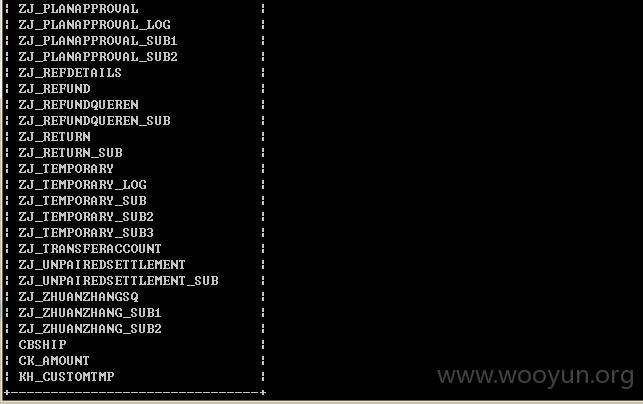 ¦ ZJ_PLANAPPROVAL ¦
¦ ZJ_PLANAPPROVAL_LOG ¦
¦ ZJ_PLANAPPROVAL_SUB1 ¦
¦ ZJ_PLANAPPROVAL_SUB2 ¦
¦ ZJ_REFDETAILS ¦
¦ ZJ_REFUND ¦
¦ ZJ_REFUNDQUEREN ¦
¦ ZJ_REFUNDQUEREN_SUB ¦
¦ ZJ_RETURN ¦
¦ ZJ_RETURN_SUB ¦
¦ ZJ_TEMPORARY ¦
¦ ZJ_TEMPORARY_LOG ¦
¦ ZJ_TEMPORARY_SUB ¦
¦ ZJ_TEMPORARY_SUB2 ¦
¦ ZJ_TEMPORARY_SUB3 ¦
¦ ZJ_TRANSFERACCOUNT ¦
¦ ZJ_UNPAIREDSETTLEMENT ¦
¦ ZJ_UNPAIREDSETTLEMENT_SUB ¦
¦ ZJ_ZHUANZHANGSQ ¦
¦ ZJ_ZHUANZHANG_SUB1 ¦
¦ ZJ_ZHUANZHANG_SUB2 ¦
¦ CBSHIP ¦
¦ CK_AMOUNT ¦
¦ KH_CUSTOMTMP ¦
+-------------------------------+
www.wooyun.org